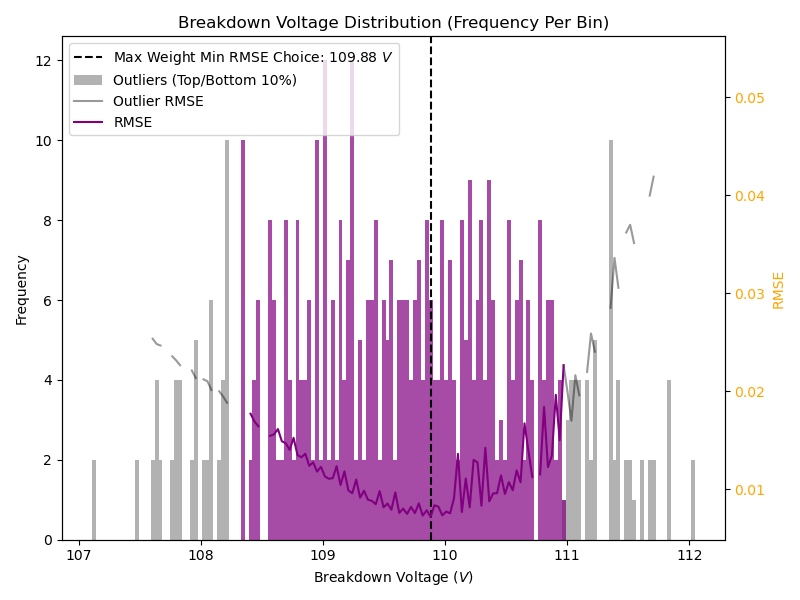 Breakdown Voltage Distribution (Frequency Per Bin)
Max Weight Min RMSE Choice: 109.88 V
Outliers (Top/Bottom 10%)
Outlier RMSE
RMSE
12
10
8
6
4
2
0
Frequency
0.05
0.04
0.03
0.02
0.01
RMSE
107 108 109 110 111 112
Breakdown Voltage (V)